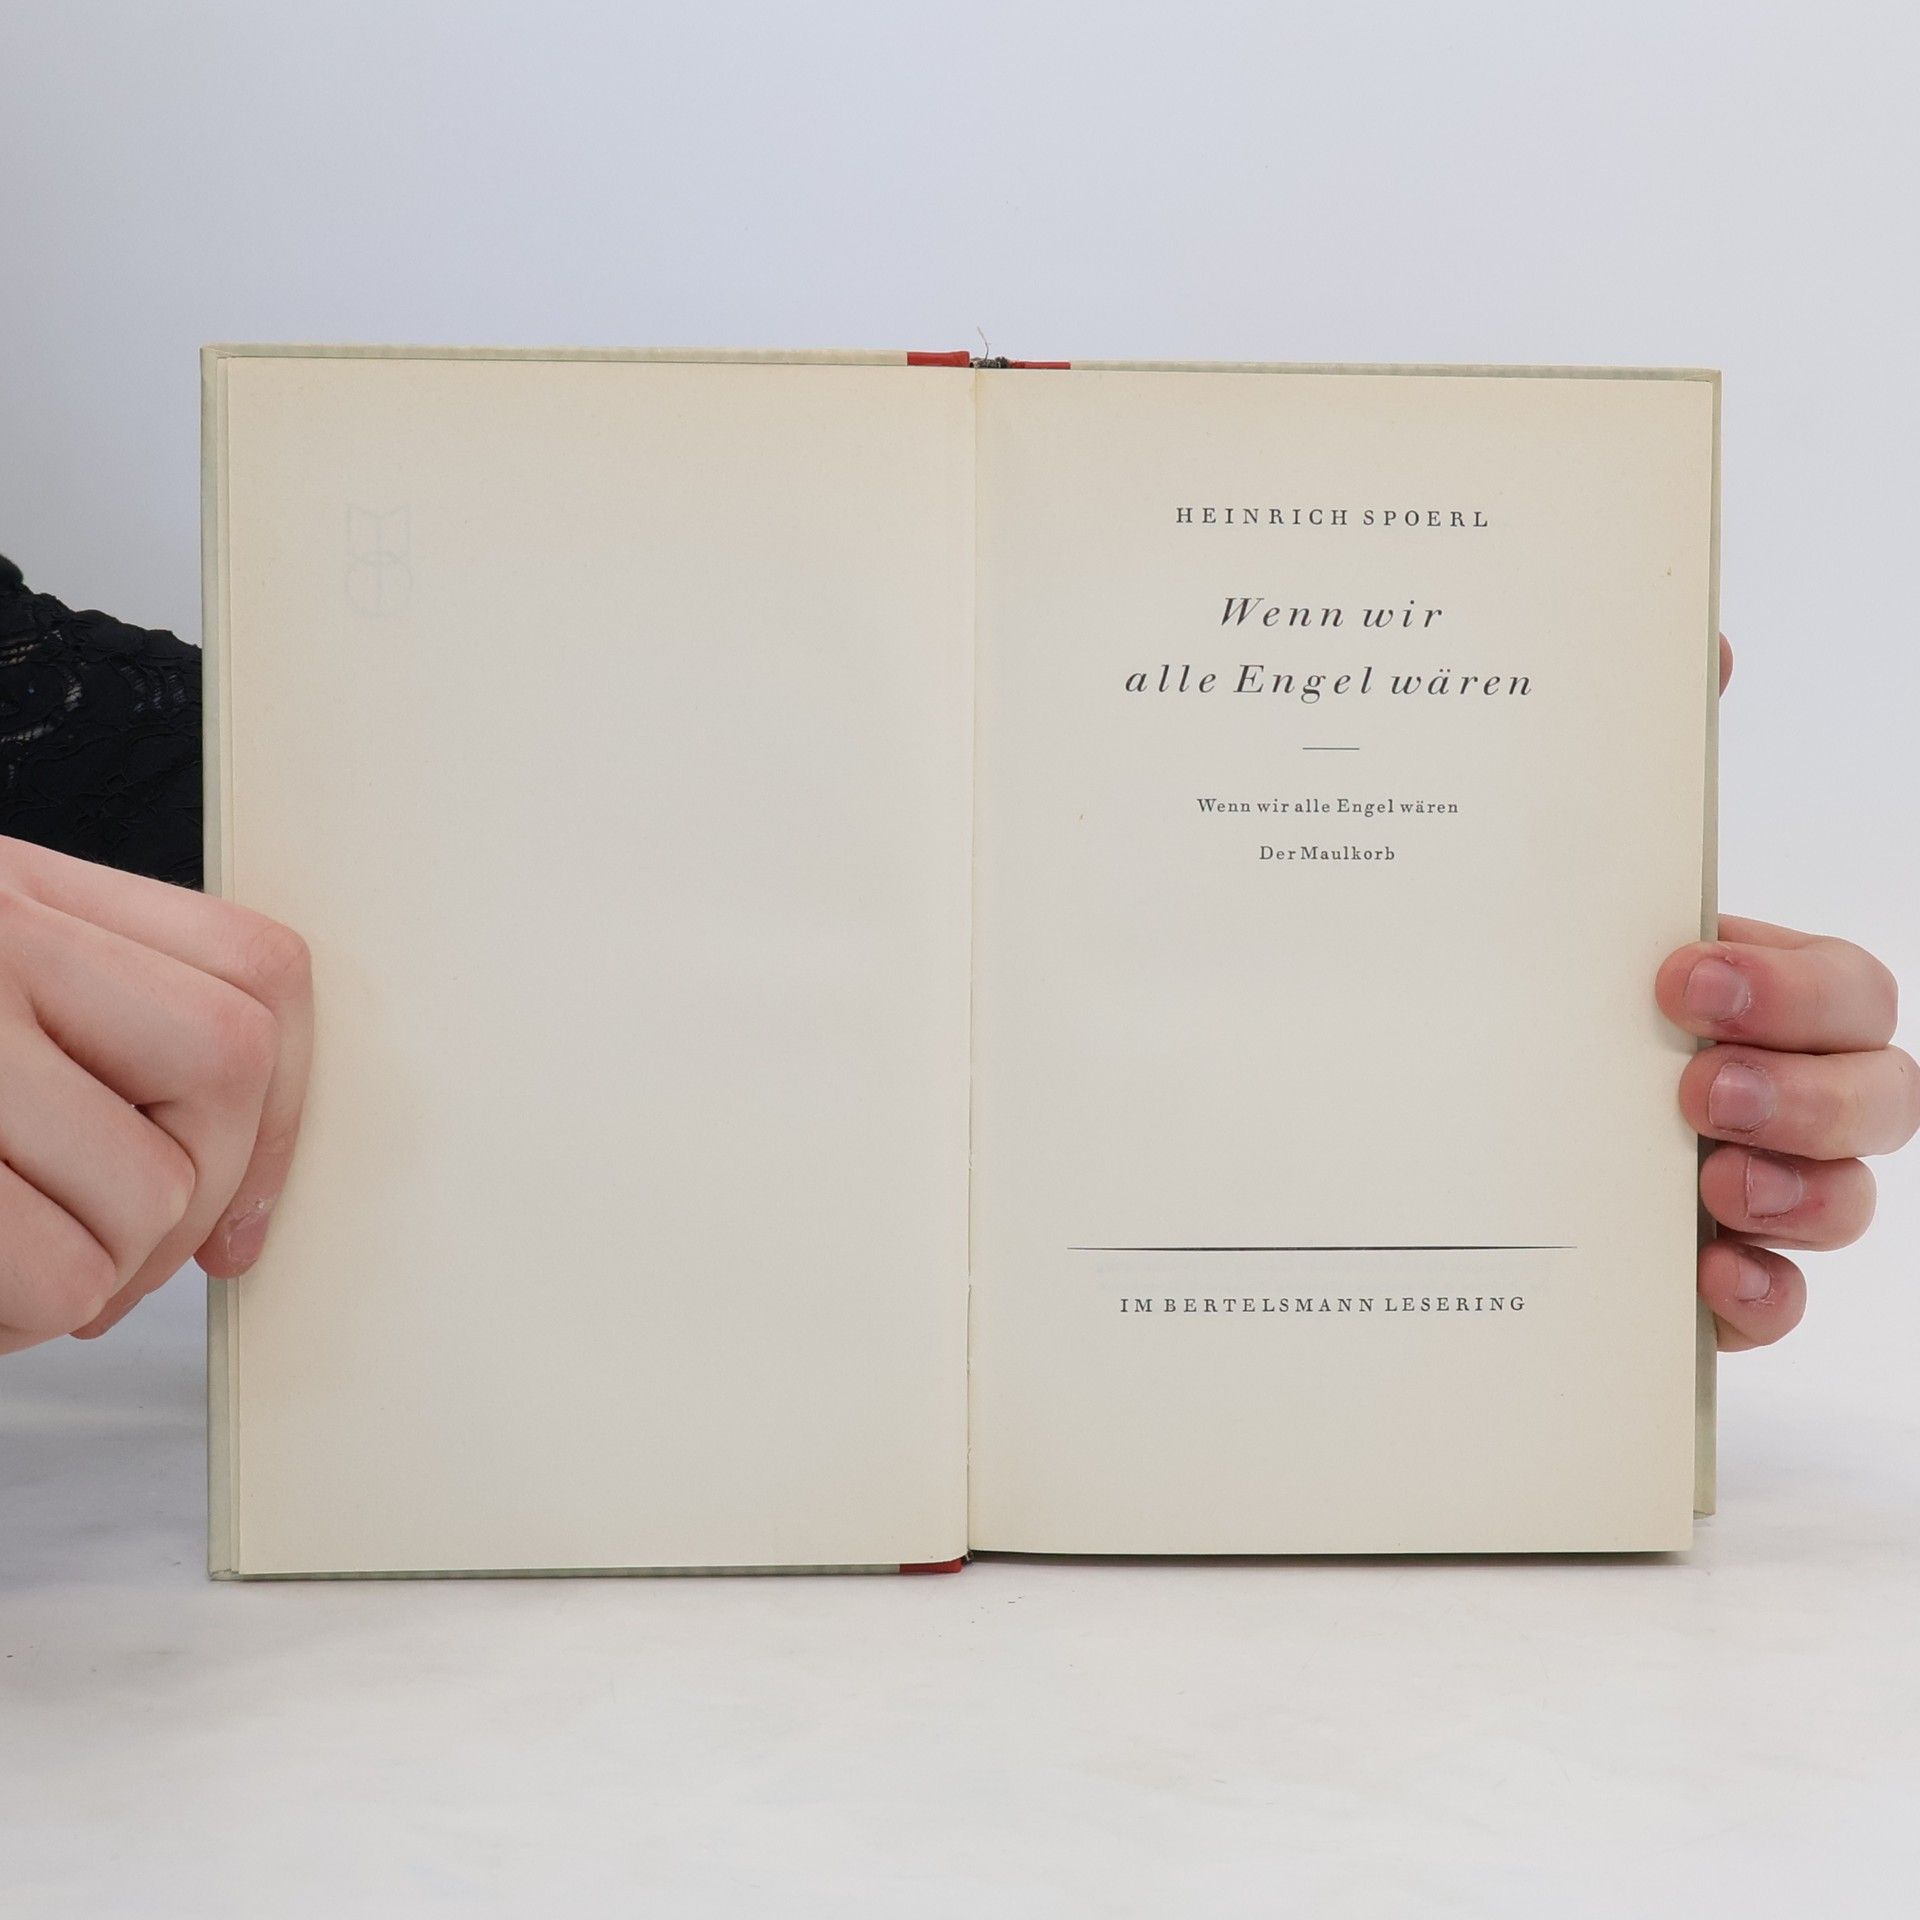 HEINRICH SPOERL
Wenn wir
alle Engel wären
Wenn wir alle Engel wären
Der Maulkorb
IM BERTELSMANN LESERING